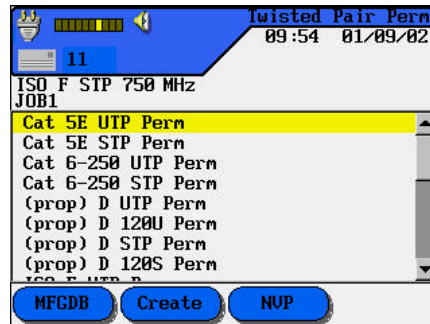 Twisted Pair Perm
09:54 01/09/02
11
ISO F STP 750 MHz
JOB1
Cat 5E UTP Perm
Cat 5E STP Perm
Cat 6-250 UTP Perm
Cat 6-250 STP Perm
(prop) D UTP Perm
(prop) D 120U Perm
(prop) D STP Perm
(prop) D 120S Perm
MFGDB Create NVP